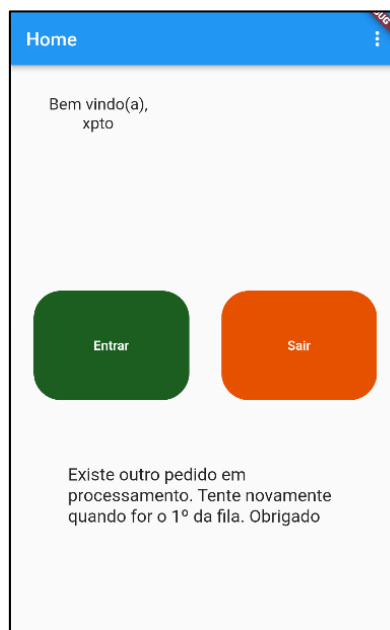 Home
Bem vindo(a),
xpto
Entrar
Sair
Existe outro pedido em
processamento. Tente novamente
quando for o 1º da fila. Obrigado